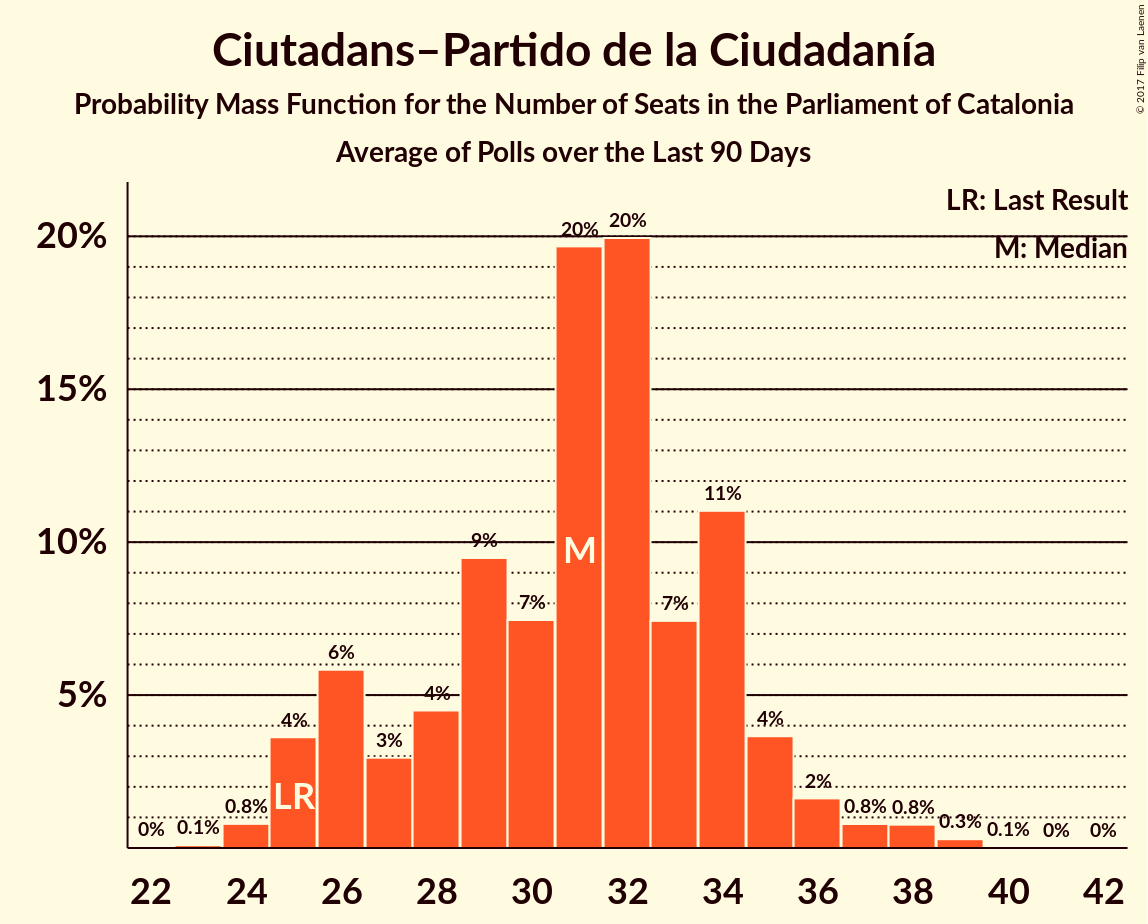 Ciutadans–Partido de la Ciudadanía
Probability Mass Function for the Number of Seats in the Parliament of Catalonia
Average of Polls over the Last 90 Days
© 2017 Filip van Laenen
LR: Last Result
M: Median
20%
15%
10%
5%
0%
0.1%
0.8%
4%
6%
3%
4%
9%
7%
20%
20%
7%
11%
4%
2%
0.8%
0.8%
0.3%
0.1%
0%
0%
LR
M
22 24 26 28 30 32 34 36 38 40 42